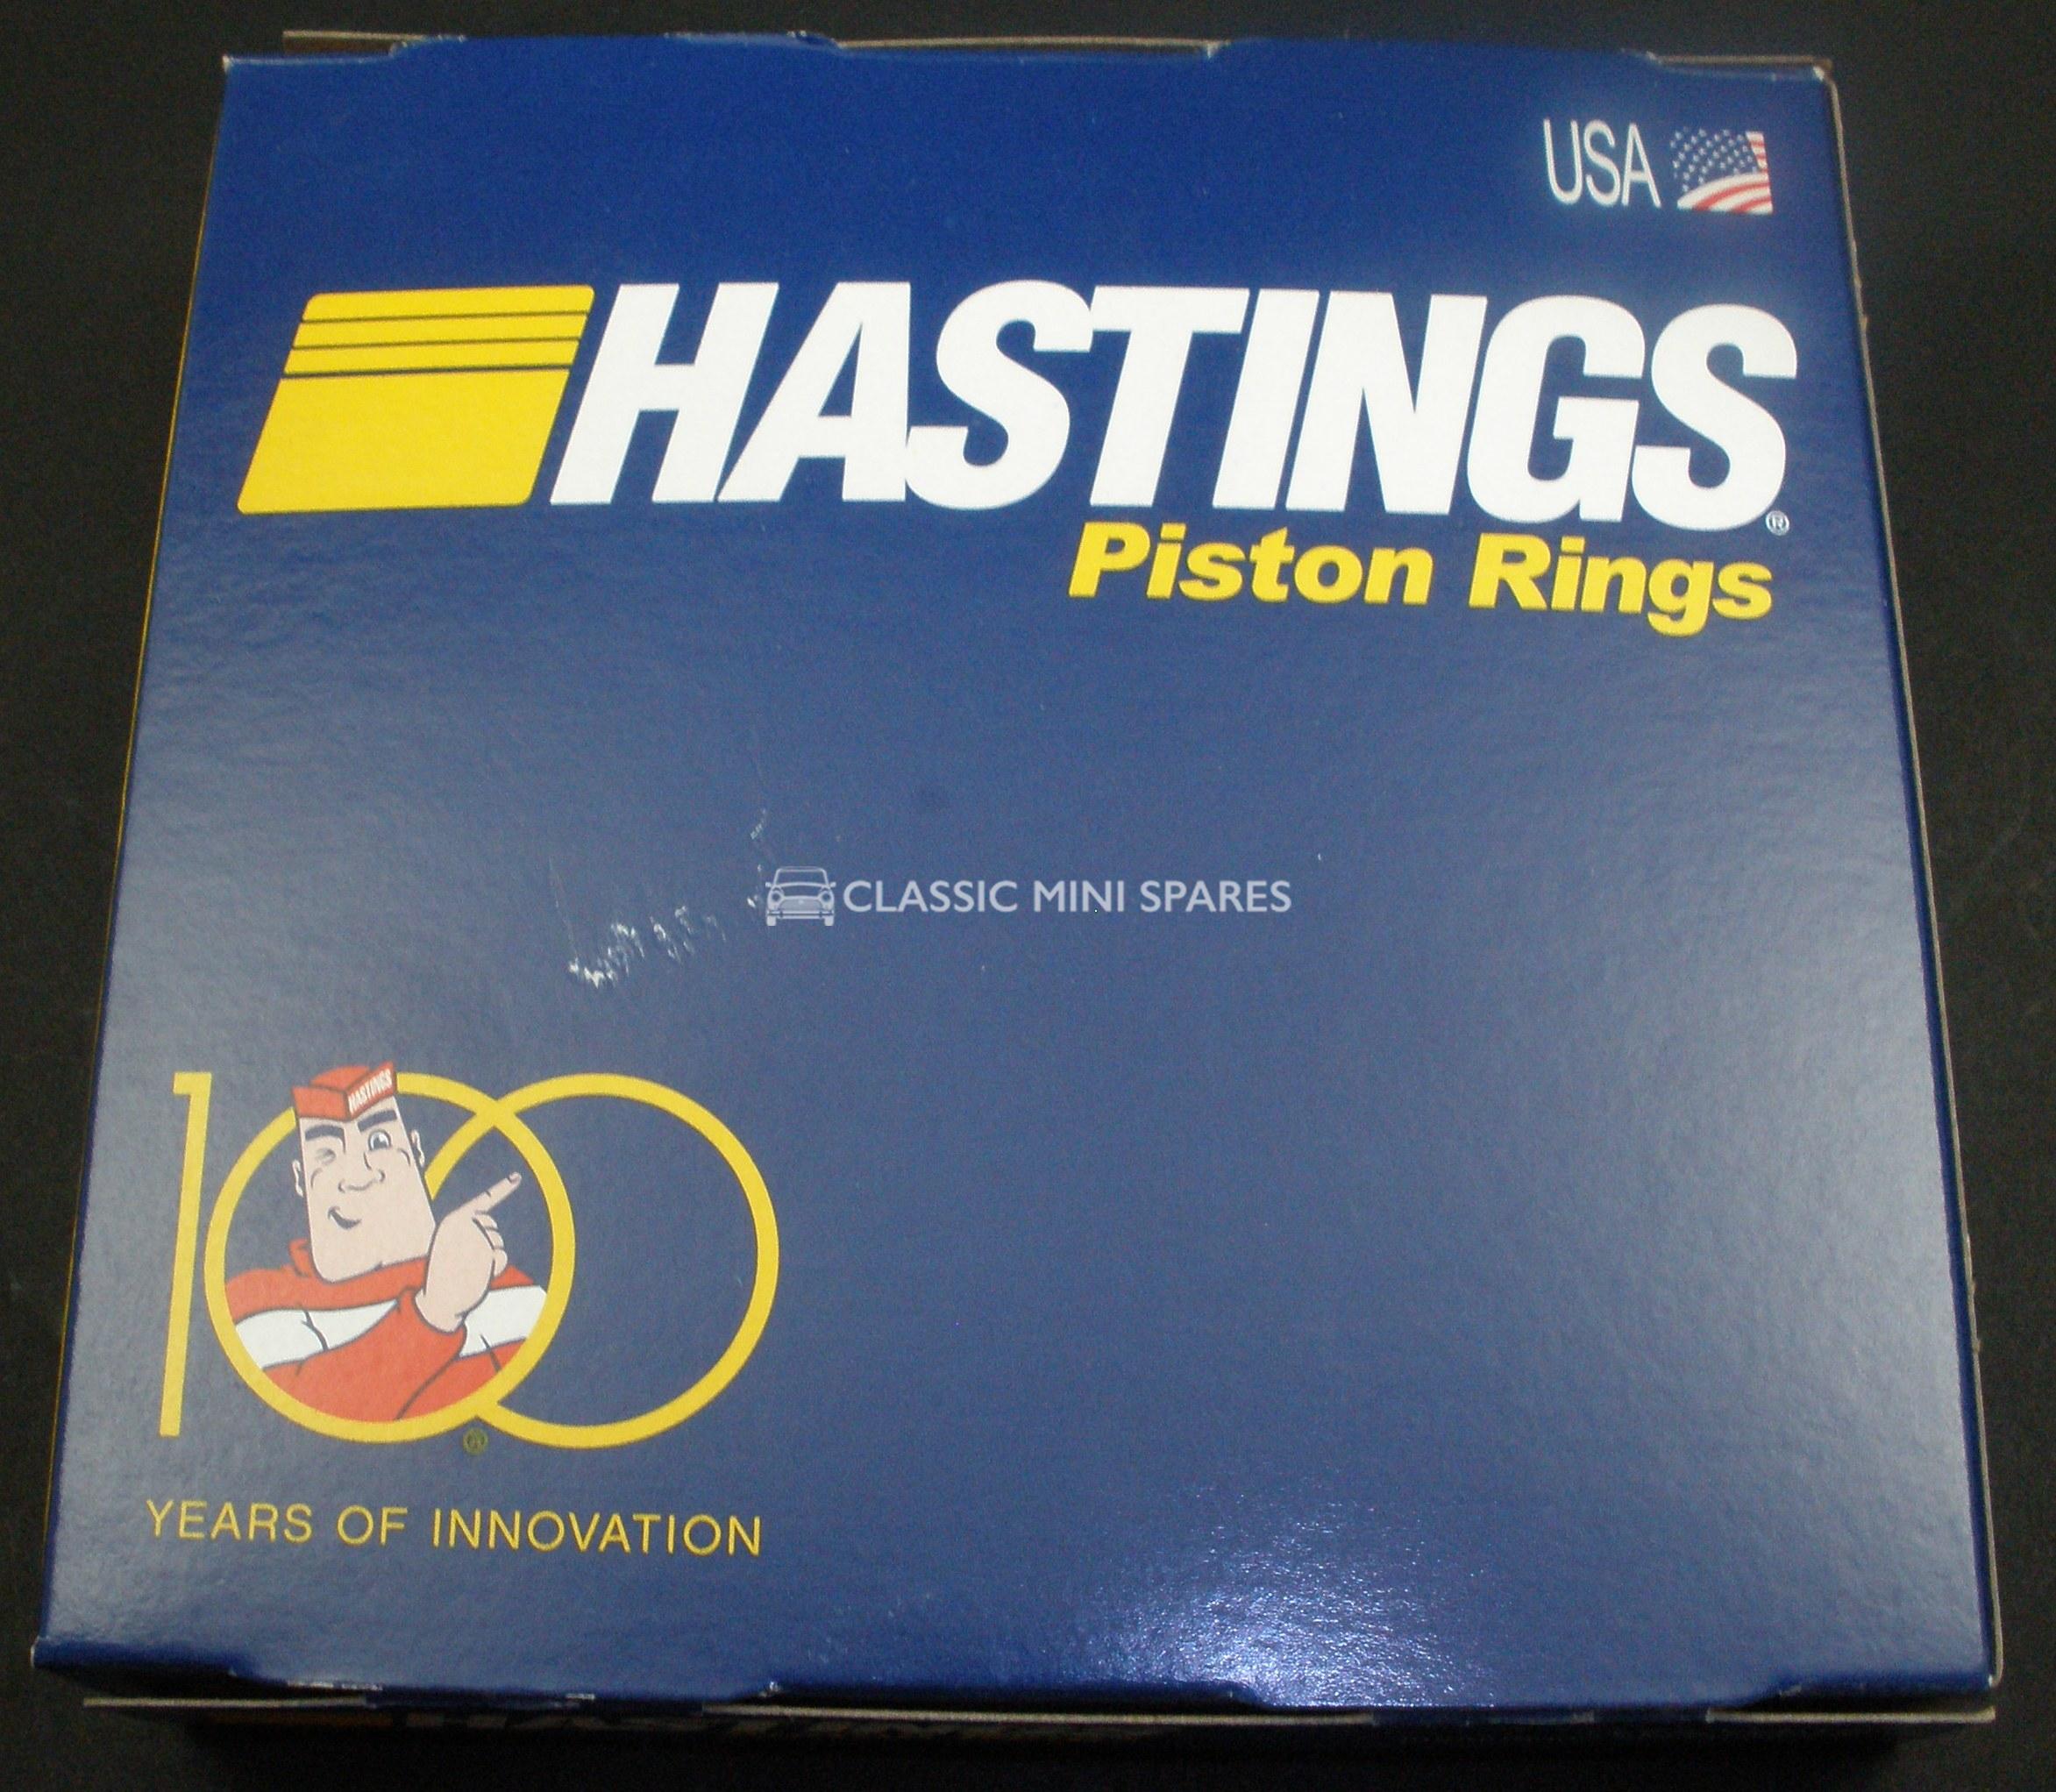 USA
HASTINGS®
Piston Rings
CLASSIC MINI SPARES
HASTINGS
100
®
YEARS OF INNOVATION